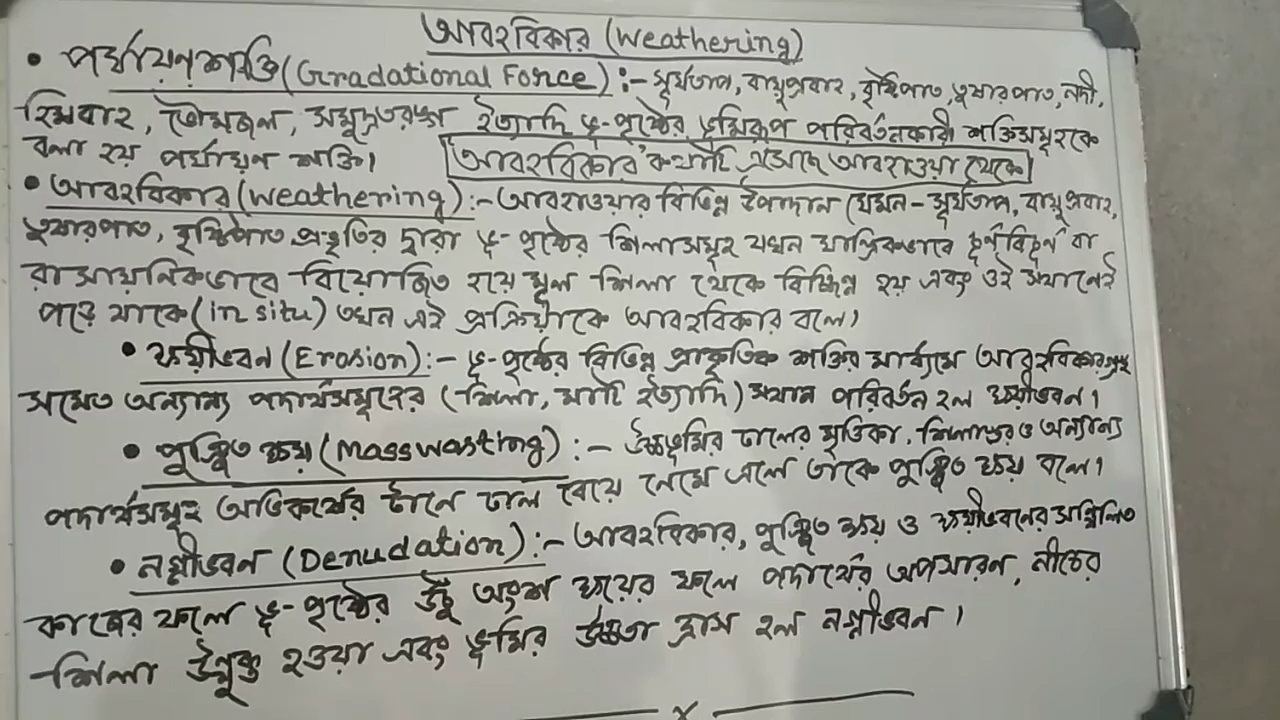 আবহবিকার (Weathering)
• পর্যায়ণ শক্তি (Gradational Force) :- সূর্যতাপ, বায়ুপ্রবাহ, বৃষ্টিপাত, তুষারপাত, নদী,
হিমবাহ, ভৌমজল, সমুদ্রতরঙ্গ ইত্যাদি ভূ-পৃষ্ঠের ভূমিরূপ পরিবর্তনকারী শক্তিসমূহকে
বলা হয় পর্যায়ণ শক্তি। 'আবহবিকার' কথাটি এসেছে আবহাওয়া থেকে
• আবহবিকার (Weathering) :- আবহাওয়ার বিভিন্ন উপাদান যেমন - সূর্যতাপ, বায়ুপ্রবাহ,
তুষারপাত, বৃষ্টিপাত প্রভৃতির দ্বারা ভূ-পৃষ্ঠের শিলাসমূহ যখন যান্ত্রিকভাবে চূর্ণবিচূর্ণ বা
রাসায়নিকভাবে বিয়োজিত হয়ে মূল শিলা থেকে বিচ্ছিন্ন হয় এবং ওই স্থানেই
পড়ে থাকে (in situ) তখন এই প্রক্রিয়াকে আবহবিকার বলে।
• ক্ষয়ীভবন (Erosion) :- ভূ-পৃষ্ঠের বিভিন্ন প্রাকৃতিক শক্তির মাধ্যমে আবহবিকারগ্রস্থ
সমেত অন্যান্য পদার্থসমূহের (শিলা, মাটি ইত্যাদি) স্থান পরিবর্তন হল ক্ষয়ীভবন।
• পুঞ্জিত ক্ষয় (Mass wasting) :- উচ্চভূমির ঢালের মৃত্তিকা, শিলাস্তর ও অন্যান্য
পদার্থসমূহ অভিকর্ষের টানে ঢাল বেয়ে নেমে এলে তাকে পুঞ্জিত ক্ষয় বলে।
• নগ্নীভবন (Denudation) :- আবহবিকার, পুঞ্জিত ক্ষয় ও ক্ষয়ীভবনের সম্মিলিত
কাজের ফলে ভূ-পৃষ্ঠের উঁচু অংশ ক্ষয়ের ফলে পদার্থের অপসারণ, নীচের
শিলা উন্মুক্ত হওয়া এবং ভূমির উচ্চতা হ্রাস হল নগ্নীভবন।
x